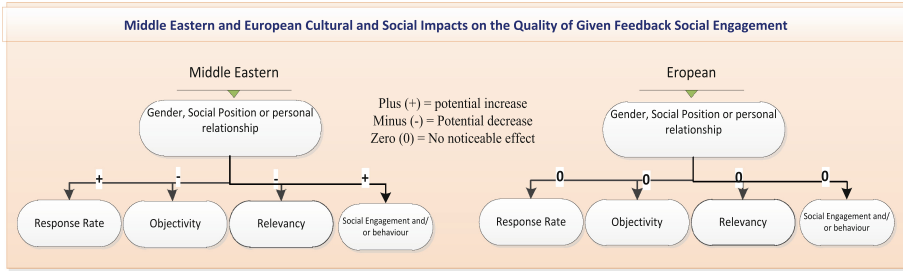 Middle Eastern and European Cultural and Social Impacts on the Quality of Given Feedback Social Engagement
Middle Eastern
Gender, Social Position or personal
relationship
+
-
-
+
Response Rate
Objectivity
Relevancy
Social Engagement and/
or behaviour
Plus (+) = potential increase
Minus (-) = Potential decrease
Zero (0) = No noticeable effect
Eropean
Gender, Social Position or personal
relationship
0
0
0
0
Response Rate
Objectivity
Relevancy
Social Engagement and/
or behaviour